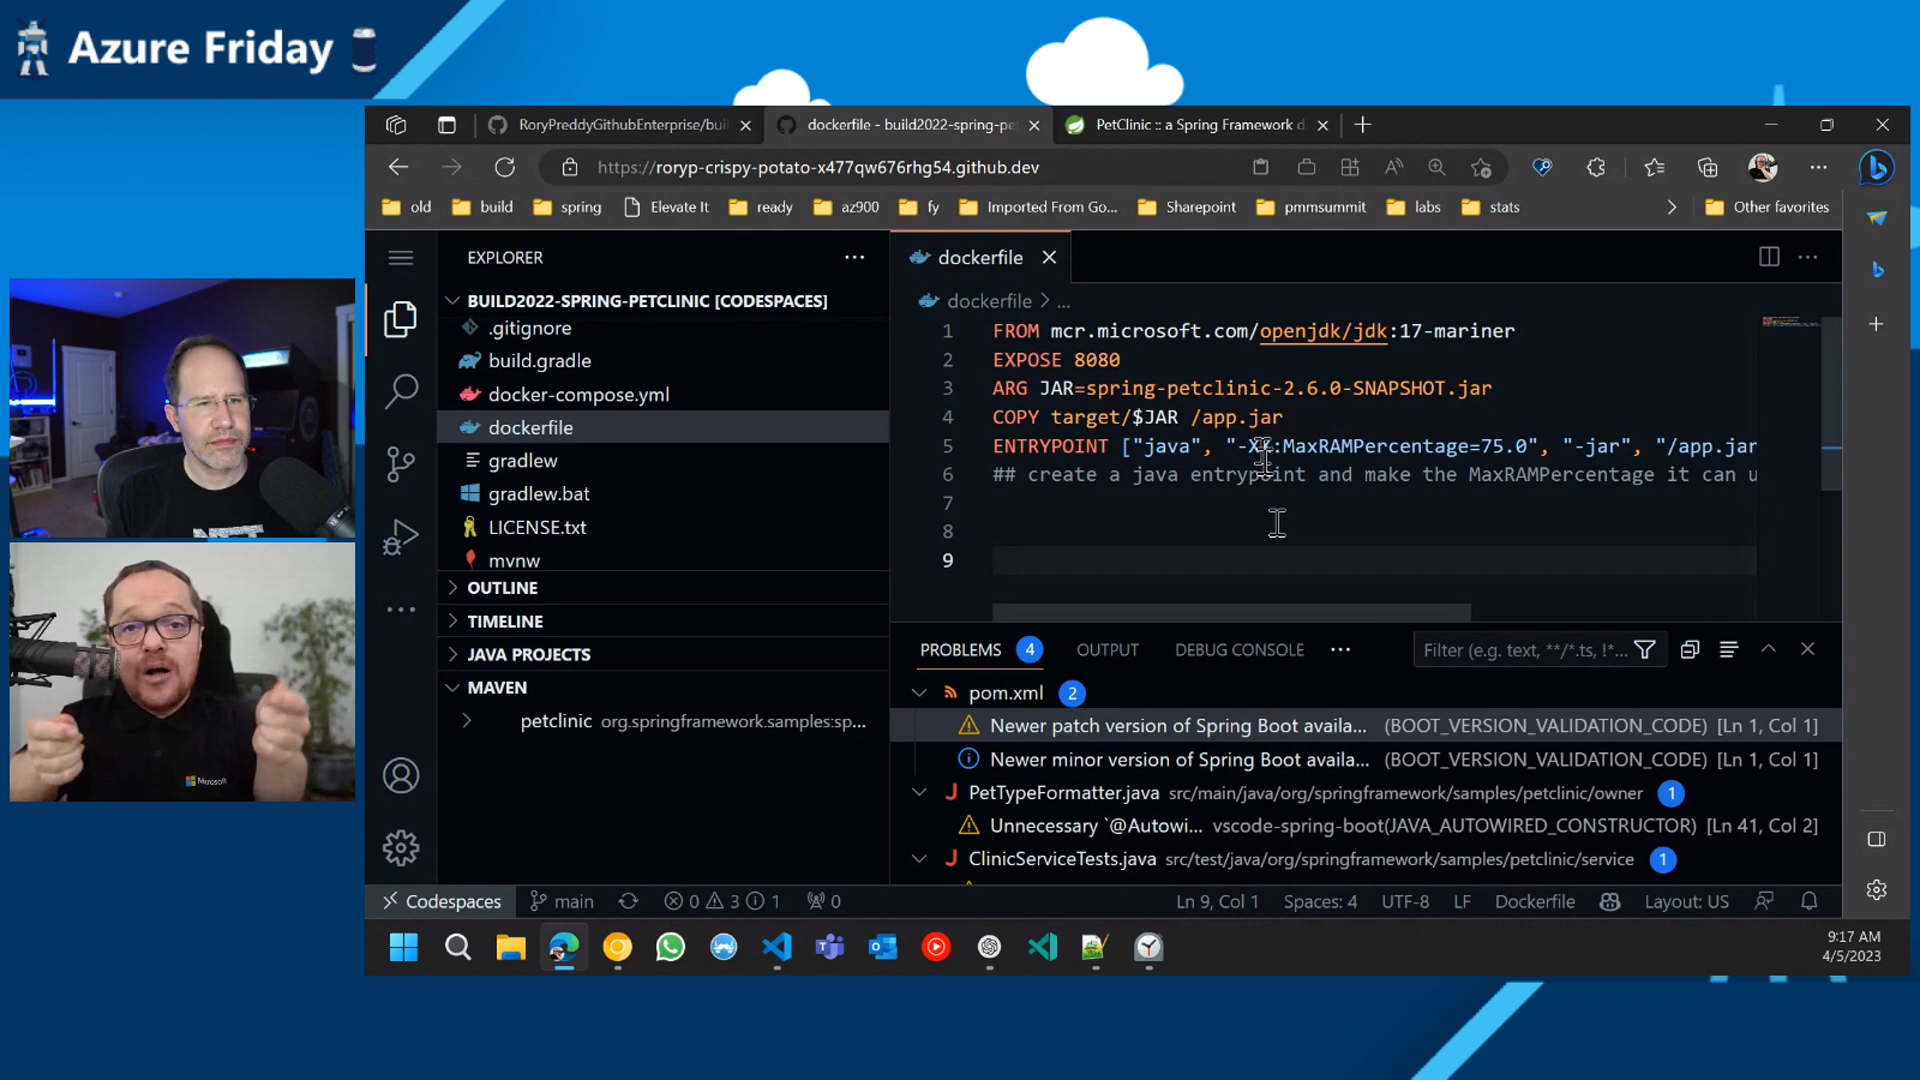 Azure Friday
RoryPreddyGithubEnterprise/buil
dockerfile - build2022-spring-pe
PetClinic :: a Spring Framework d
https://roryp-crispy-potato-x477qw676rhg54.github.dev
old
build
spring
Elevate It
ready
az900
fy
Imported From Go...
Sharepoint
pmmsummit
labs
stats
Other favorites
EXPLORER
BUILD2022-SPRING-PETCLINIC [CODESPACES]
.gitignore
build.gradle
docker-compose.yml
dockerfile
gradlew
gradlew.bat
LICENSE.txt
mvnw
OUTLINE
TIMELINE
JAVA PROJECTS
MAVEN
petclinic org.springframework.samples:sp...
dockerfile
dockerfile > ...
1 FROM mcr.microsoft.com/openjdk/jdk:17-mariner
2 EXPOSE 8080
3 ARG JAR=spring-petclinic-2.6.0-SNAPSHOT.jar
4 COPY target/$JAR /app.jar
5 ENTRYPOINT ["java", "-XX:MaxRAMPercentage=75.0", "-jar", "/app.jar
6 ## create a java entrypoint and make the MaxRAMPercentage it can u
7
8
9
PROBLEMS 4 OUTPUT DEBUG CONSOLE
Filter (e.g. text, **/*.ts, !*...
pom.xml 2
Newer patch version of Spring Boot availa... (BOOT_VERSION_VALIDATION_CODE) [Ln 1, Col 1]
Newer minor version of Spring Boot availa... (BOOT_VERSION_VALIDATION_CODE) [Ln 1, Col 1]
PetTypeFormatter.java src/main/java/org/springframework/samples/petclinic/owner 1
Unnecessary `@Autowi... vscode-spring-boot(JAVA_AUTOWIRED_CONSTRUCTOR) [Ln 41, Col 2]
ClinicServiceTests.java src/test/java/org/springframework/samples/petclinic/service 1
Codespaces
main
0 3 1
0
Ln 9, Col 1
Spaces: 4
UTF-8
LF
Dockerfile
Layout: US
9:17 AM
4/5/2023
Microsoft